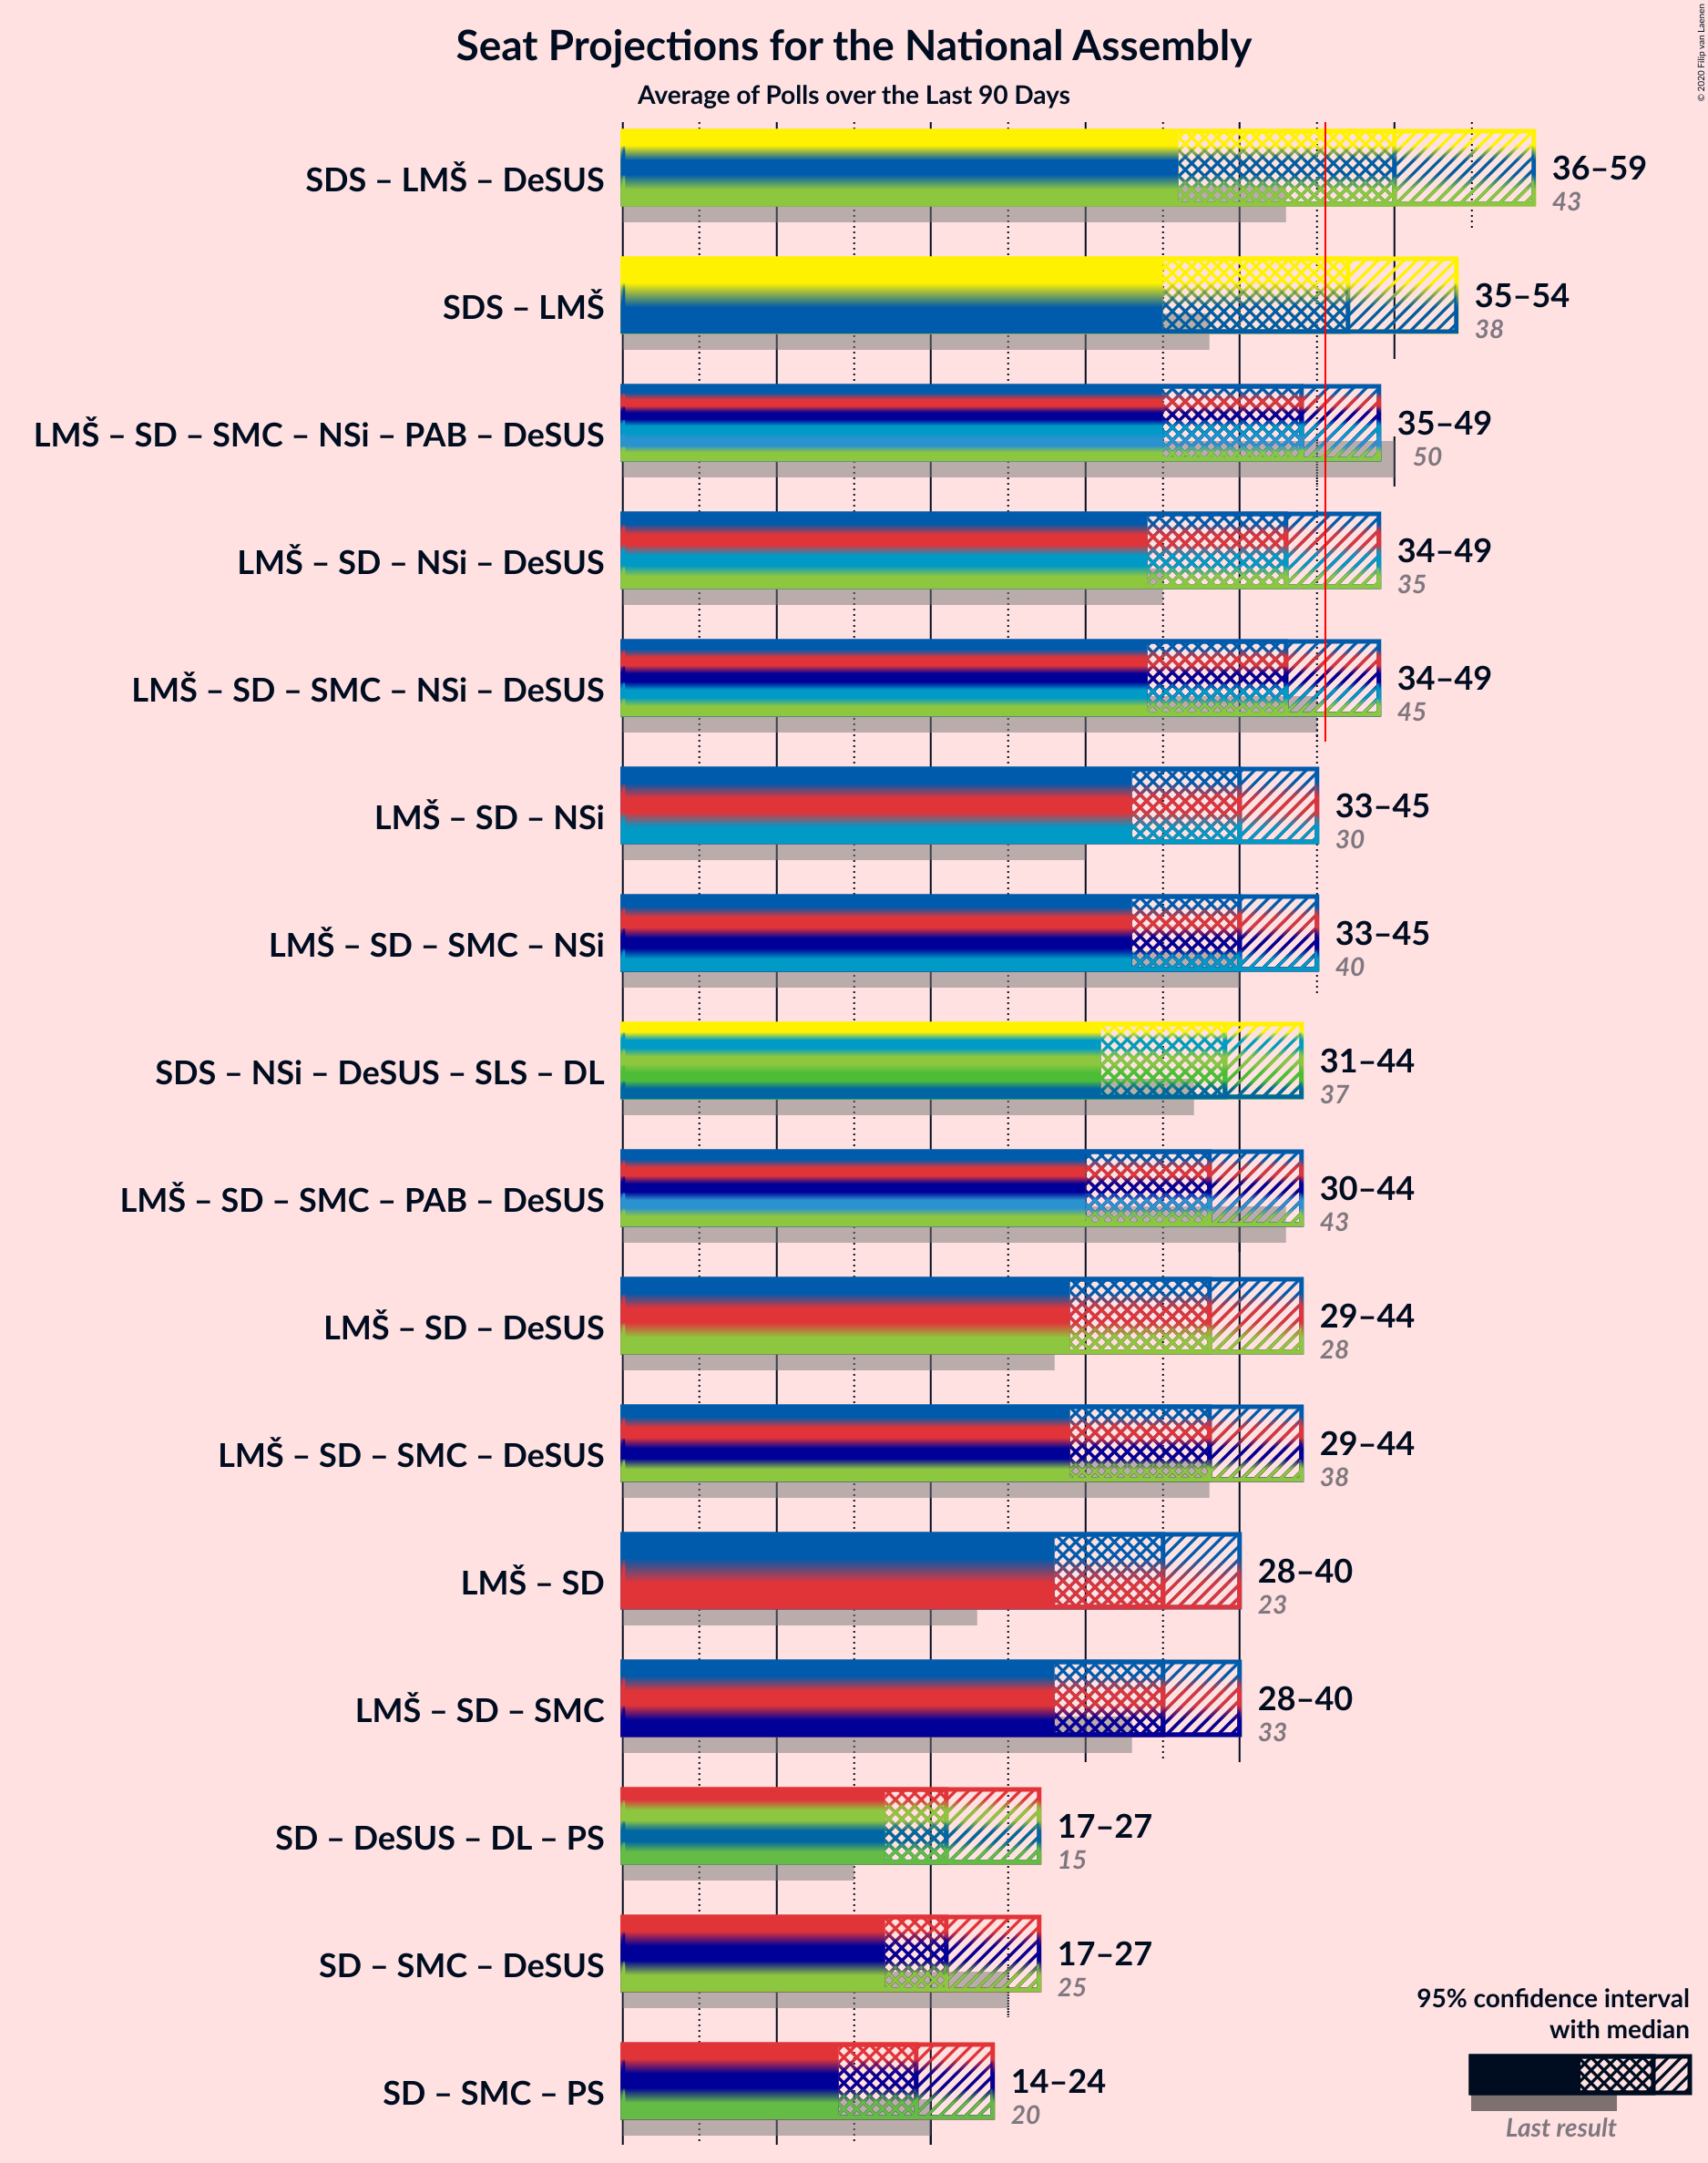 © 2020 Filip van Laenen
Seat Projections for the National Assembly
Average of Polls over the Last 90 Days
SDS – LMŠ – DeSUS
36–59
43
SDS – LMŠ
35–54
38
LMŠ – SD – SMC – NSi – PAB – DeSUS
35–49
50
LMŠ – SD – NSi – DeSUS
34–49
35
LMŠ – SD – SMC – NSi – DeSUS
34–49
45
LMŠ – SD – NSi
33–45
30
LMŠ – SD – SMC – NSi
33–45
40
SDS – NSi – DeSUS – SLS – DL
31–44
37
LMŠ – SD – SMC – PAB – DeSUS
30–44
43
LMŠ – SD – DeSUS
29–44
28
LMŠ – SD – SMC – DeSUS
29–44
38
LMŠ – SD
28–40
23
LMŠ – SD – SMC
28–40
33
SD – DeSUS – DL – PS
17–27
15
SD – SMC – DeSUS
17–27
25
SD – SMC – PS
14–24
20
95% confidence interval
with median
Last result